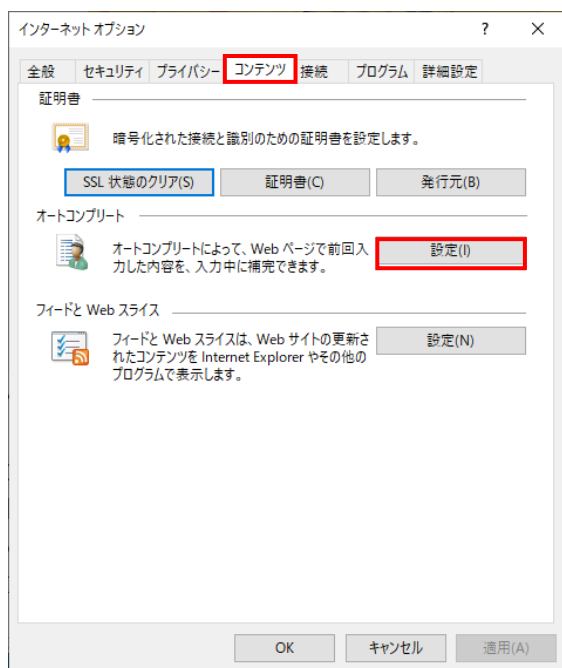 インターネット オプション ? ×
全般 セキュリティ プライバシー コンテンツ 接続 プログラム 詳細設定
証明書
暗号化された接続と識別のための証明書を設定します。
SSL 状態のクリア(S) 証明書(C) 発行元(B)
オートコンプリート
オートコンプリートによって、Web ページで前回入
力した内容を、入力中に補完できます。
設定(I)
フィードと Web スライス
フィードと Web スライスは、Web サイトの更新さ
れたコンテンツを Internet Explorer やその他の
プログラムで表示します。
設定(N)
OK キャンセル 適用(A)